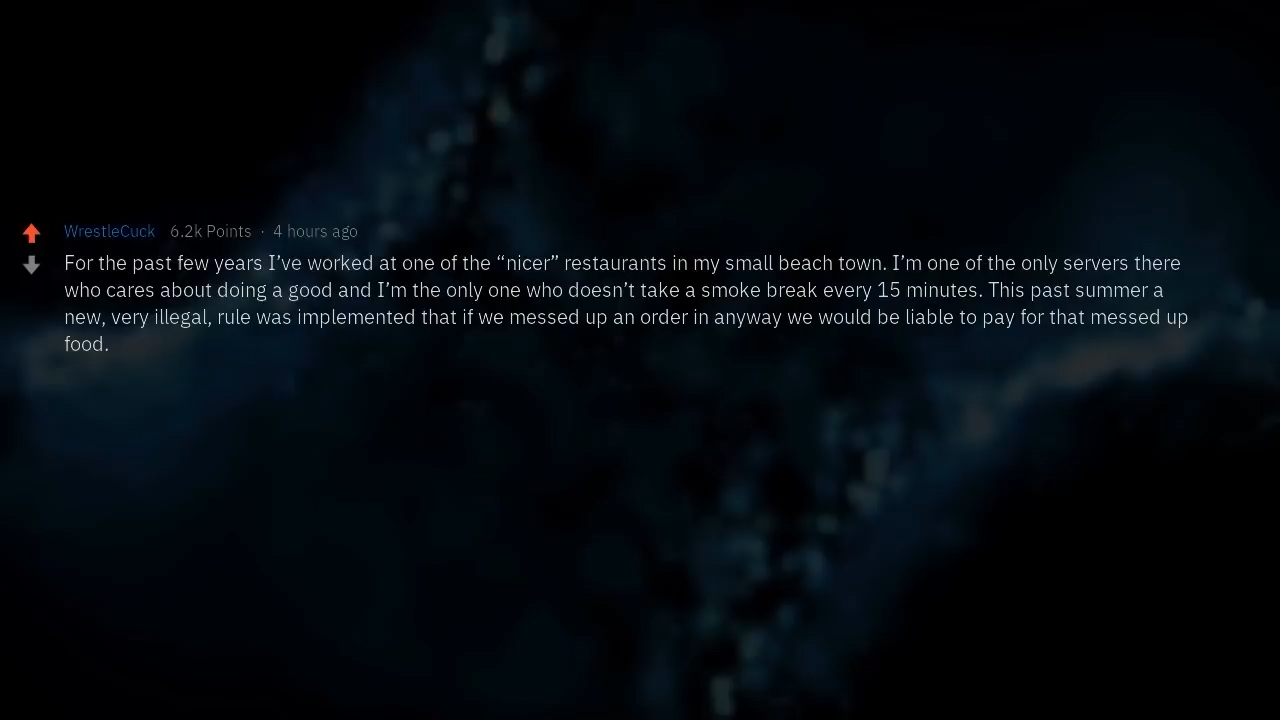 WrestleCuck 6.2k Points · 4 hours ago
For the past few years I’ve worked at one of the “nicer” restaurants in my small beach town. I’m one of the only servers there
who cares about doing a good and I’m the only one who doesn’t take a smoke break every 15 minutes. This past summer a
new, very illegal, rule was implemented that if we messed up an order in anyway we would be liable to pay for that messed up
food.